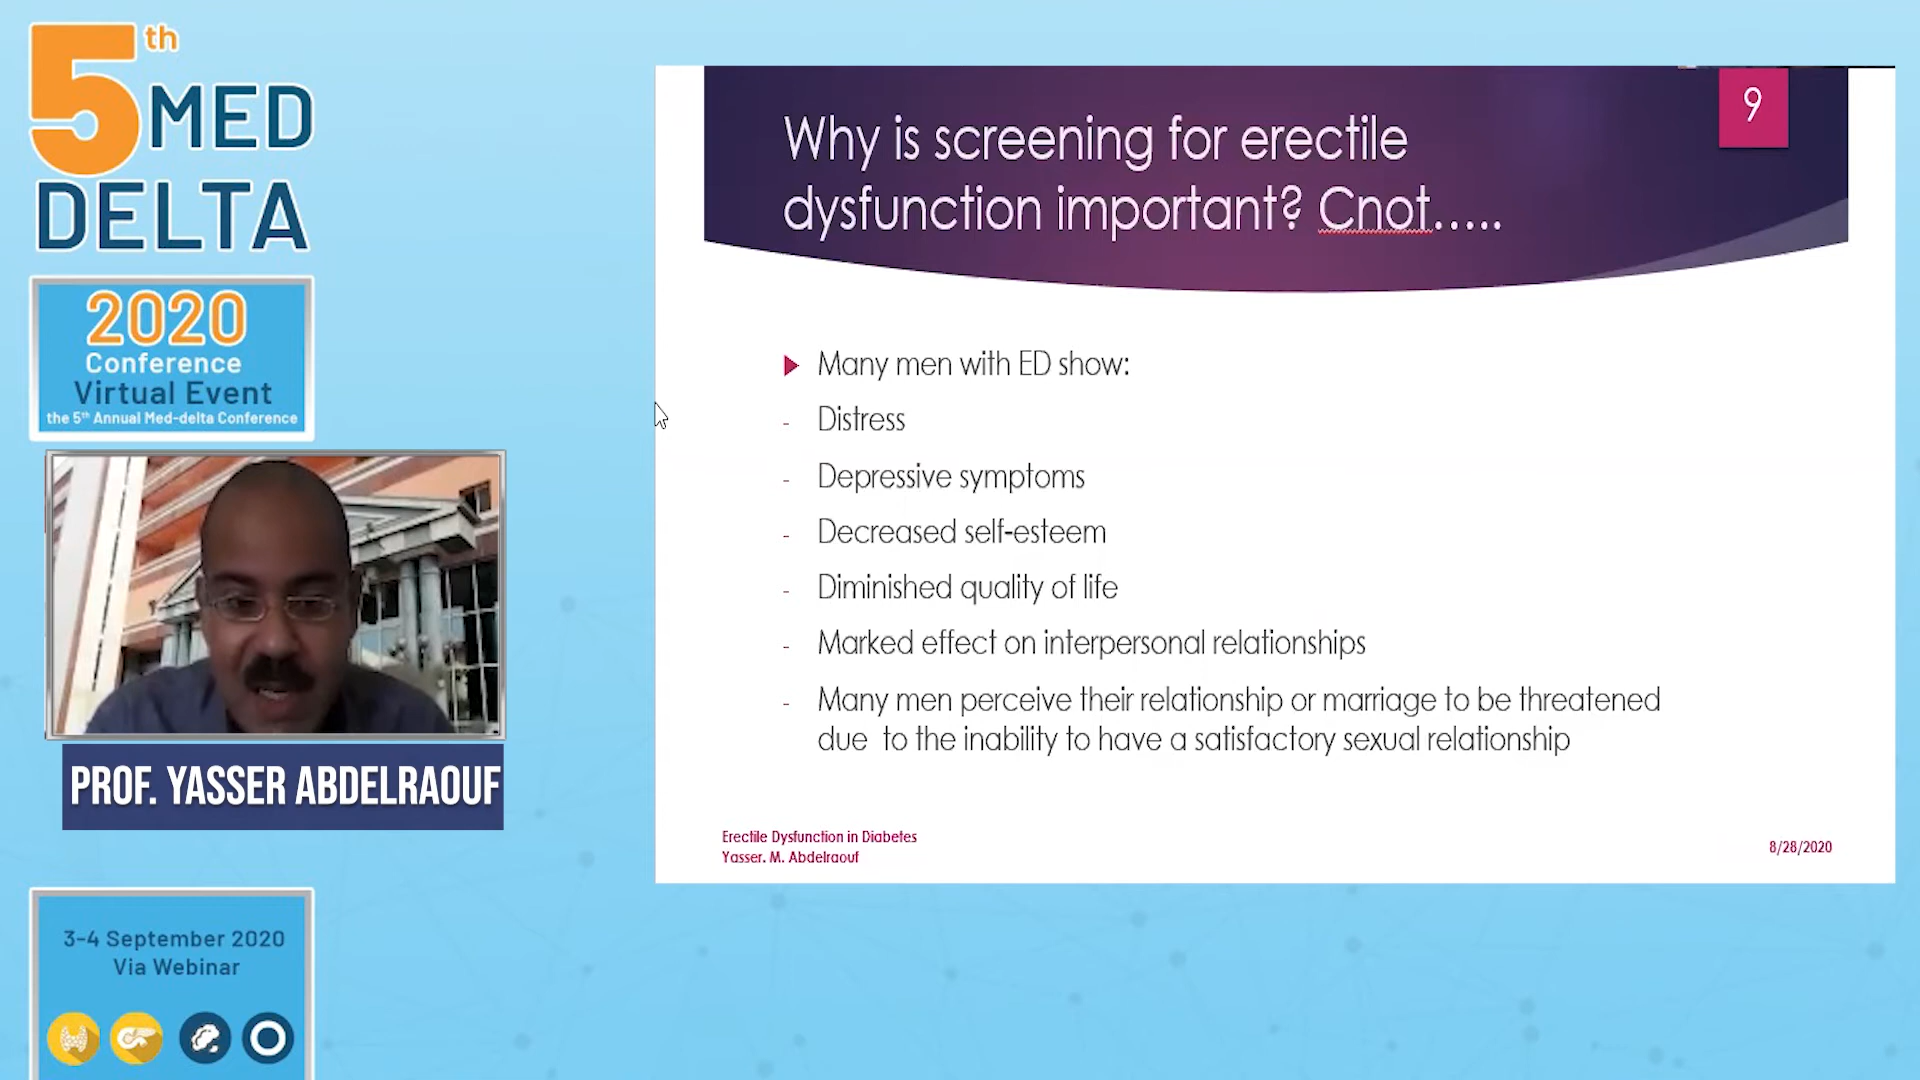 5th MED
DELTA
2020
Conference
Virtual Event
the 5th Annual Med-delta Conference
PROF. YASSER ABDELRAOUF
3-4 September 2020
Via Webinar
9
Why is screening for erectile
dysfunction important? Cnot.....
Many men with ED show:
- Distress
- Depressive symptoms
- Decreased self-esteem
- Diminished quality of life
- Marked effect on interpersonal relationships
- Many men perceive their relationship or marriage to be threatened
due to the inability to have a satisfactory sexual relationship
Erectile Dysfunction in Diabetes
Yasser. M. Abdelraouf
8/28/2020